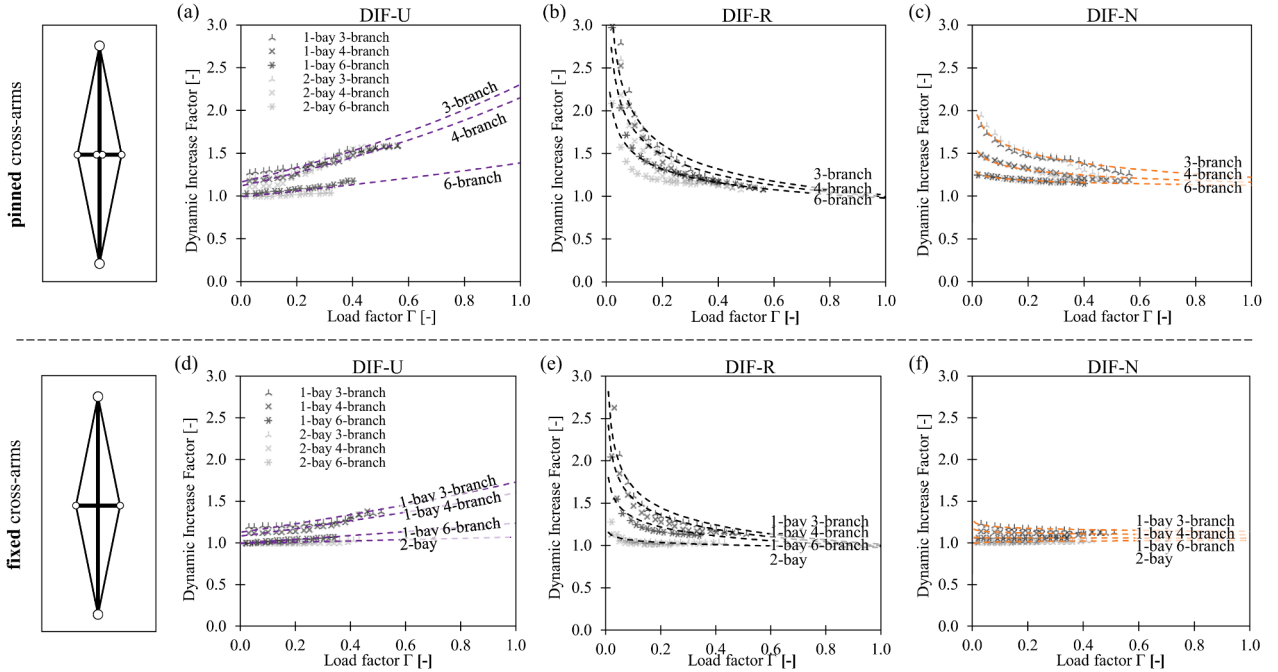 pinned cross-arms
(a)
DIF-U
Dynamic Increase Factor [-]
3.0
2.5
2.0
1.5
1.0
0.5
0.0
1-bay 3-branch
1-bay 4-branch
1-bay 6-branch
2-bay 3-branch
2-bay 4-branch
2-bay 6-branch
3-branch
4-branch
6-branch
0.0 0.2 0.4 0.6 0.8 1.0
Load factor Γ [-]
(b)
DIF-R
Dynamic Increase Factor [-]
3.0
2.5
2.0
1.5
1.0
0.5
0.0
3-branch
4-branch
6-branch
0.0 0.2 0.4 0.6 0.8 1.0
Load factor Γ [-]
(c)
DIF-N
Dynamic Increase Factor [-]
3.0
2.5
2.0
1.5
1.0
0.5
0.0
3-branch
4-branch
6-branch
0.0 0.2 0.4 0.6 0.8 1.0
Load factor Γ [-]
fixed cross-arms
(d)
DIF-U
Dynamic Increase Factor [-]
3.0
2.5
2.0
1.5
1.0
0.5
0.0
1-bay 3-branch
1-bay 4-branch
1-bay 6-branch
2-bay 3-branch
2-bay 4-branch
2-bay 6-branch
1-bay 3-branch
1-bay 4-branch
1-bay 6-branch
2-bay
0.0 0.2 0.4 0.6 0.8 1.0
Load factor Γ [-]
(e)
DIF-R
Dynamic Increase Factor [-]
3.0
2.5
2.0
1.5
1.0
0.5
0.0
1-bay 3-branch
1-bay 4-branch
1-bay 6-branch
2-bay
0.0 0.2 0.4 0.6 0.8 1.0
Load factor Γ [-]
(f)
DIF-N
Dynamic Increase Factor [-]
3.0
2.5
2.0
1.5
1.0
0.5
0.0
1-bay 3-branch
1-bay 4-branch
1-bay 6-branch
2-bay
0.0 0.2 0.4 0.6 0.8 1.0
Load factor Γ [-]